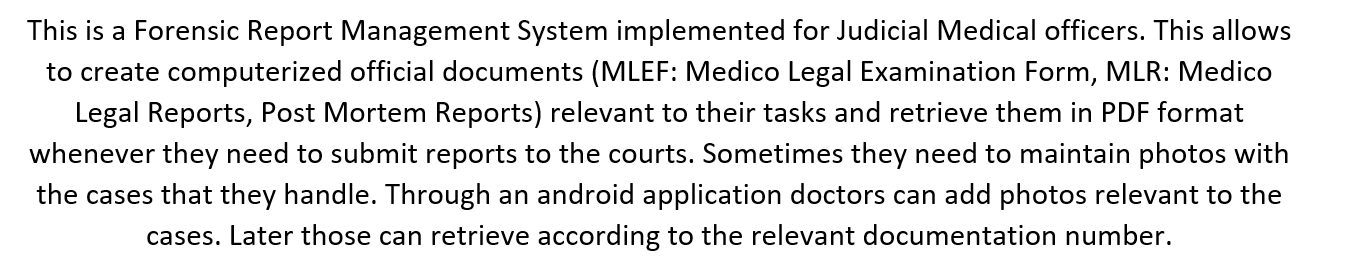 This is a Forensic Report Management System implemented for Judicial Medical officers. This allows
to create computerized official documents (MLEF: Medico Legal Examination Form, MLR: Medico
Legal Reports, Post Mortem Reports) relevant to their tasks and retrieve them in PDF format
whenever they need to submit reports to the courts. Sometimes they need to maintain photos with
the cases that they handle. Through an android application doctors can add photos relevant to the
cases. Later those can retrieve according to the relevant documentation number.